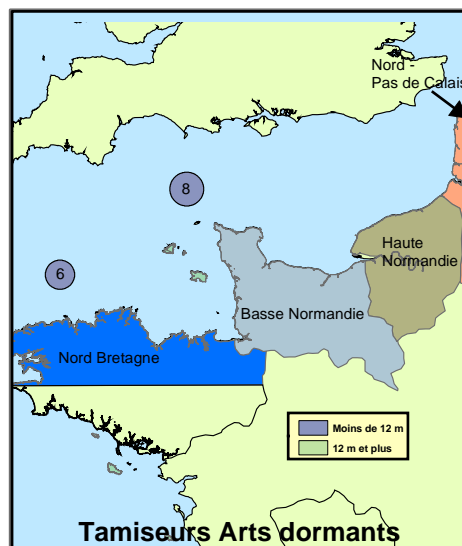 Nord -
Pas de Calais
8
Haute
Normandie
6
Basse Normandie
Nord Bretagne
Moins de 12 m
12 m et plus
Tamiseurs Arts dormants